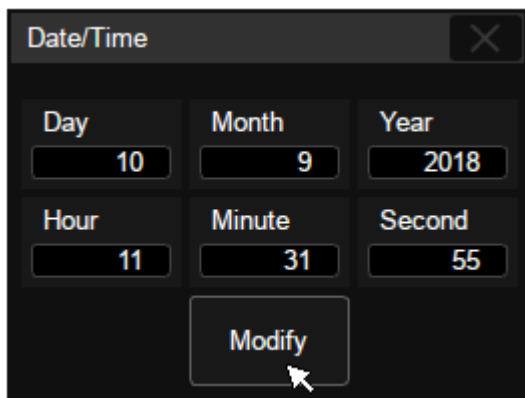 Date/Time
Day Month Year
10 9 2018
Hour Minute Second
11 31 55
Modify